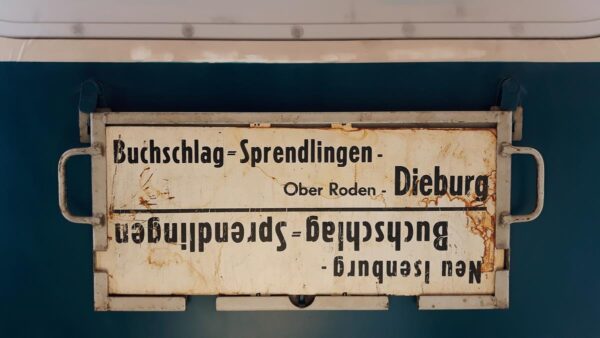 Buchschlag=Sprendlingen-
Ober Roden - Dieburg
Neu Isenburg -
Buchschlag=Sprendlingen